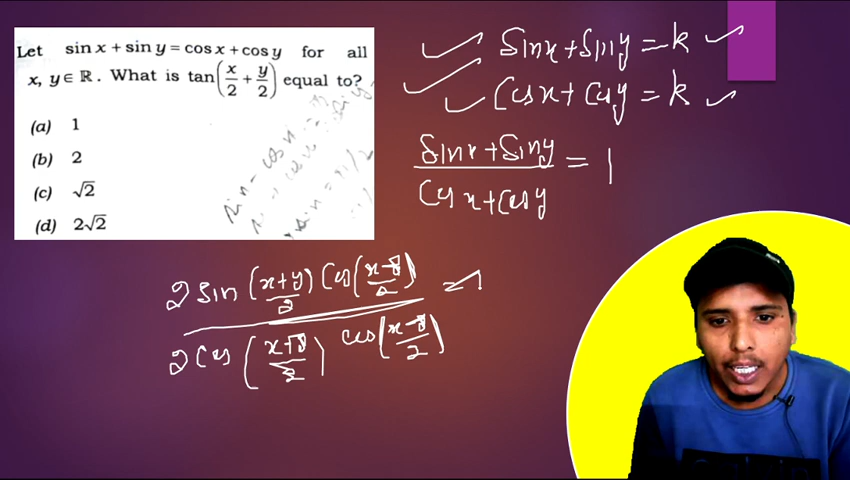 Let sin x + sin y = cos x + cos y for all
x, y ∈ ℝ. What is tan(x/2 + y/2) equal to?
(a) 1
(b) 2
(c) √2
(d) 2√2
Sinx + Siny = k
Cosx + Cosy = k
Sinx + Siny / Cosx + Cosy = 1
2 Sin (x+y/2) Cos (x-y/2) / 2 Cos (x+y/2) Cos (x-y/2) = 1